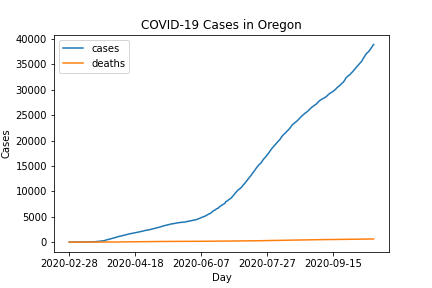 COVID-19 Cases in Oregon
cases
deaths
40000
35000
30000
25000
20000
15000
10000
5000
0
Cases
2020-02-28 2020-04-18 2020-06-07 2020-07-27 2020-09-15
Day